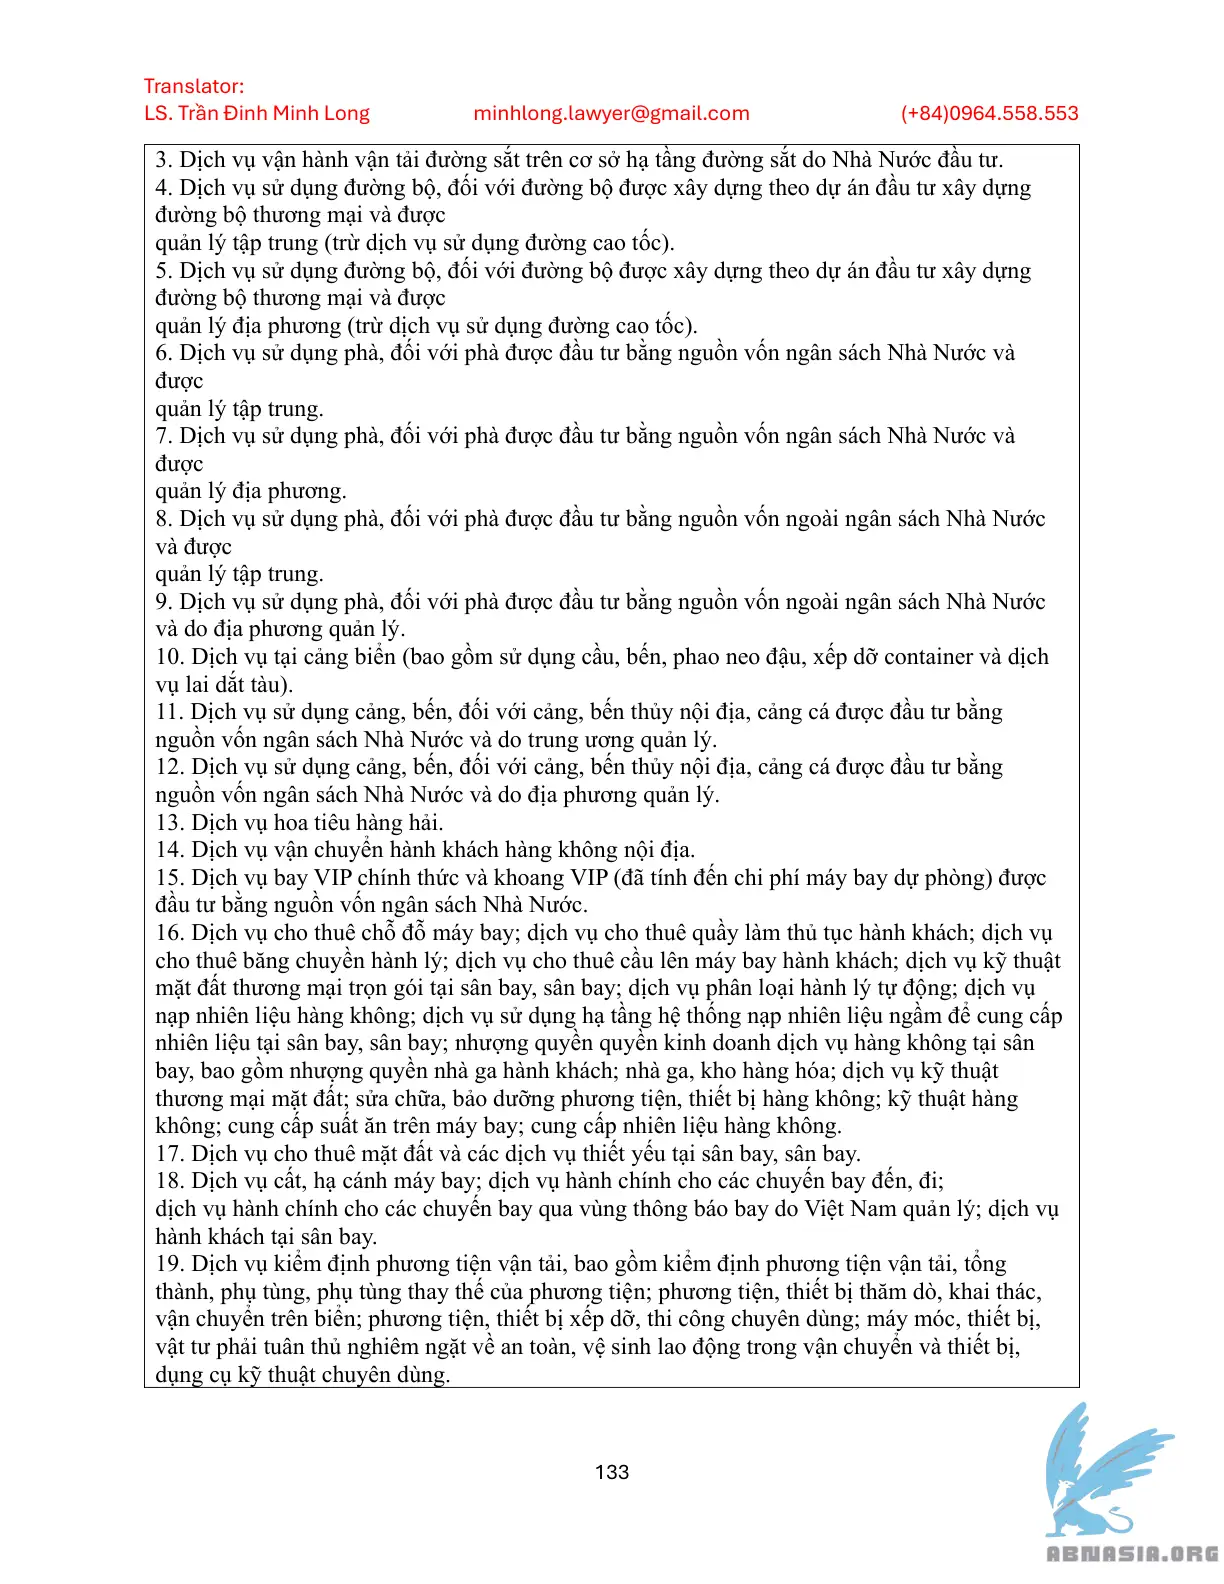 Translator:
LS. Trần Đinh Minh Long minhlong.lawyer@gmail.com (+84)0964.558.553
3. Dịch vụ vận hành vận tải đường sắt trên cơ sở hạ tầng đường sắt do Nhà Nước đầu tư.
4. Dịch vụ sử dụng đường bộ, đối với đường bộ được xây dựng theo dự án đầu tư xây dựng
đường bộ thương mại và được
quản lý tập trung (trừ dịch vụ sử dụng đường cao tốc).
5. Dịch vụ sử dụng đường bộ, đối với đường bộ được xây dựng theo dự án đầu tư xây dựng
đường bộ thương mại và được
quản lý địa phương (trừ dịch vụ sử dụng đường cao tốc).
6. Dịch vụ sử dụng phà, đối với phà được đầu tư bằng nguồn vốn ngân sách Nhà Nước và
được
quản lý tập trung.
7. Dịch vụ sử dụng phà, đối với phà được đầu tư bằng nguồn vốn ngân sách Nhà Nước và
được
quản lý địa phương.
8. Dịch vụ sử dụng phà, đối với phà được đầu tư bằng nguồn vốn ngoài ngân sách Nhà Nước
và được
quản lý tập trung.
9. Dịch vụ sử dụng phà, đối với phà được đầu tư bằng nguồn vốn ngoài ngân sách Nhà Nước
và do địa phương quản lý.
10. Dịch vụ tại cảng biển (bao gồm sử dụng cầu, bến, phao neo đậu, xếp dỡ container và dịch
vụ lai dắt tàu).
11. Dịch vụ sử dụng cảng, bến, đối với cảng, bến thủy nội địa, cảng cá được đầu tư bằng
nguồn vốn ngân sách Nhà Nước và do trung ương quản lý.
12. Dịch vụ sử dụng cảng, bến, đối với cảng, bến thủy nội địa, cảng cá được đầu tư bằng
nguồn vốn ngân sách Nhà Nước và do địa phương quản lý.
13. Dịch vụ hoa tiêu hàng hải.
14. Dịch vụ vận chuyển hành khách hàng không nội địa.
15. Dịch vụ bay VIP chính thức và khoang VIP (đã tính đến chi phí máy bay dự phòng) được
đầu tư bằng nguồn vốn ngân sách Nhà Nước.
16. Dịch vụ cho thuê chỗ đỗ máy bay; dịch vụ cho thuê quầy làm thủ tục hành khách; dịch vụ
cho thuê băng chuyền hành lý; dịch vụ cho thuê cầu lên máy bay hành khách; dịch vụ kỹ thuật
mặt đất thương mại trọn gói tại sân bay, sân bay; dịch vụ phân loại hành lý tự động; dịch vụ
nạp nhiên liệu hàng không; dịch vụ sử dụng hạ tầng hệ thống nạp nhiên liệu ngầm để cung cấp
nhiên liệu tại sân bay, sân bay; nhượng quyền quyền kinh doanh dịch vụ hàng không tại sân
bay, bao gồm nhượng quyền nhà ga hành khách; nhà ga, kho hàng hóa; dịch vụ kỹ thuật
thương mại mặt đất; sửa chữa, bảo dưỡng phương tiện, thiết bị hàng không; kỹ thuật hàng
không; cung cấp suất ăn trên máy bay; cung cấp nhiên liệu hàng không.
17. Dịch vụ cho thuê mặt đất và các dịch vụ thiết yếu tại sân bay, sân bay.
18. Dịch vụ cất, hạ cánh máy bay; dịch vụ hành chính cho các chuyến bay đến, đi;
dịch vụ hành chính cho các chuyến bay qua vùng thông báo bay do Việt Nam quản lý; dịch vụ
hành khách tại sân bay.
19. Dịch vụ kiểm định phương tiện vận tải, bao gồm kiểm định phương tiện vận tải, tổng
thành, phụ tùng, phụ tùng thay thế của phương tiện; phương tiện, thiết bị thăm dò, khai thác,
vận chuyển trên biển; phương tiện, thiết bị xếp dỡ, thi công chuyên dùng; máy móc, thiết bị,
vật tư phải tuân thủ nghiêm ngặt về an toàn, vệ sinh lao động trong vận chuyển và thiết bị,
dụng cụ kỹ thuật chuyên dùng.
133
ABNASIA.ORG